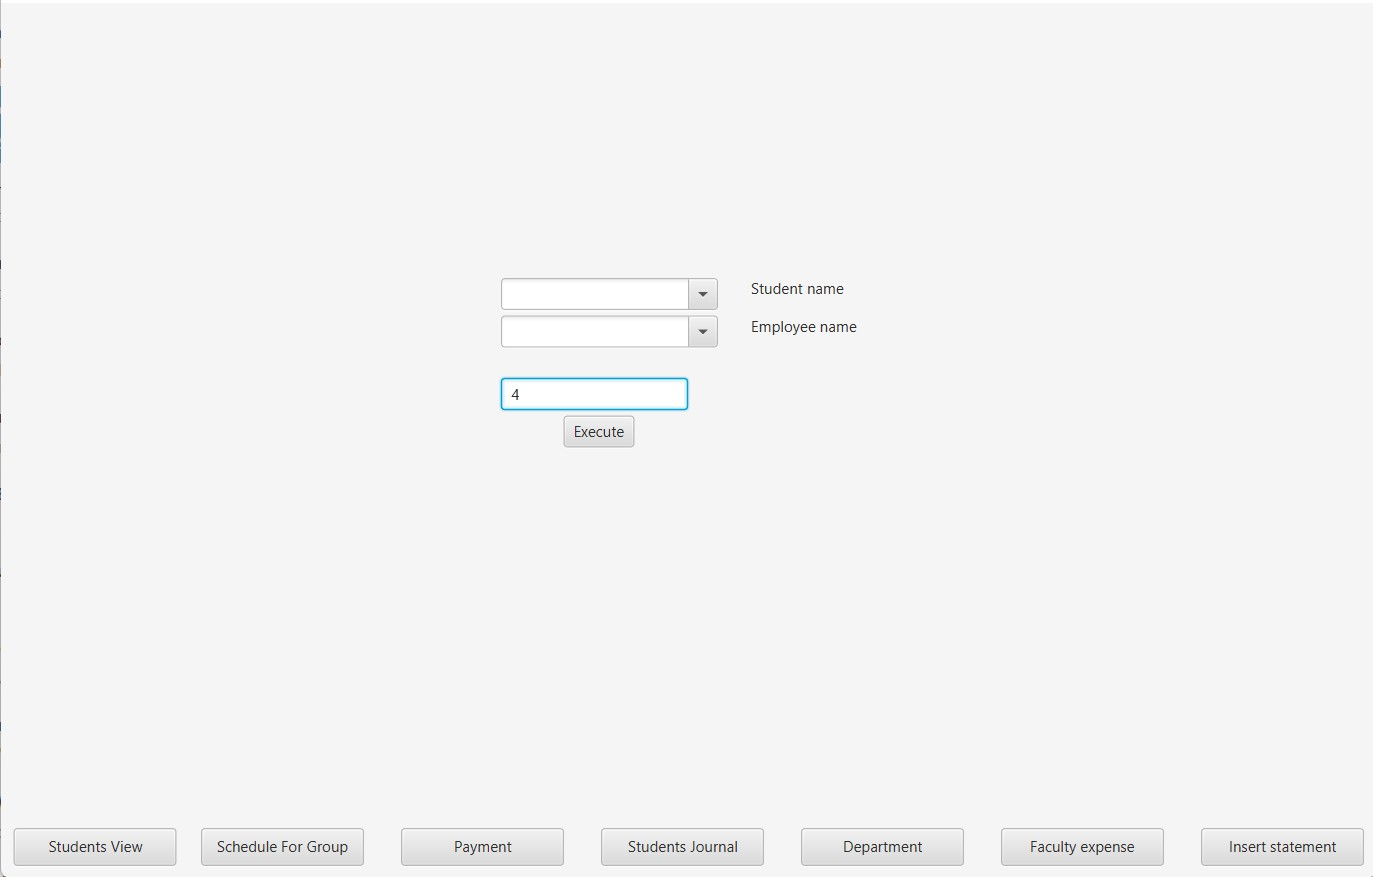 Student name
Employee name
4
Execute
Students View
Schedule For Group
Payment
Students Journal
Department
Faculty expense
Insert statement